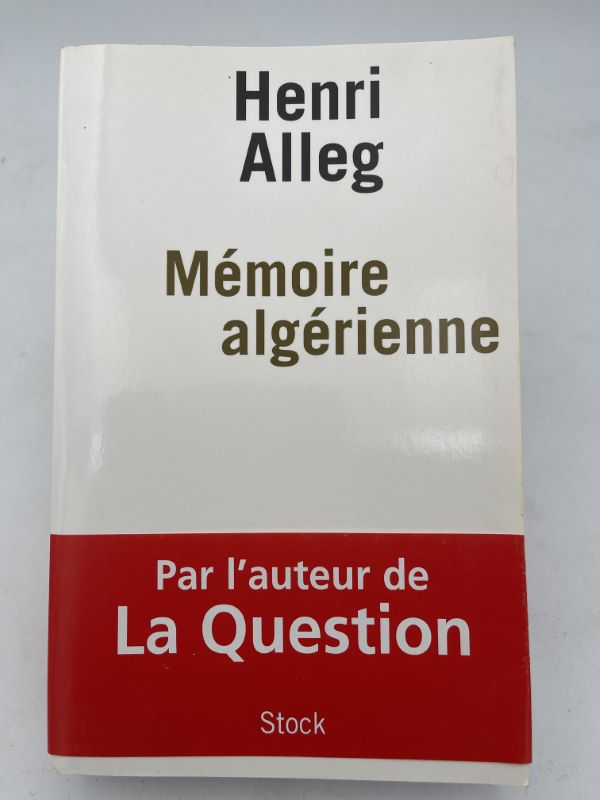 Henri
Alleg
Mémoire
algérienne
Par l'auteur de
La Question
Stock